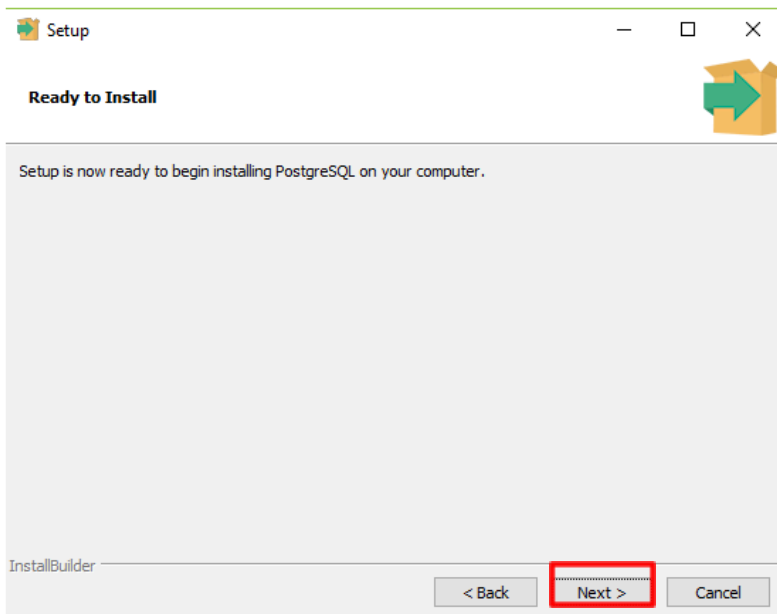 Setup
Ready to Install
Setup is now ready to begin installing PostgreSQL on your computer.
InstallBuilder
< Back
Next >
Cancel